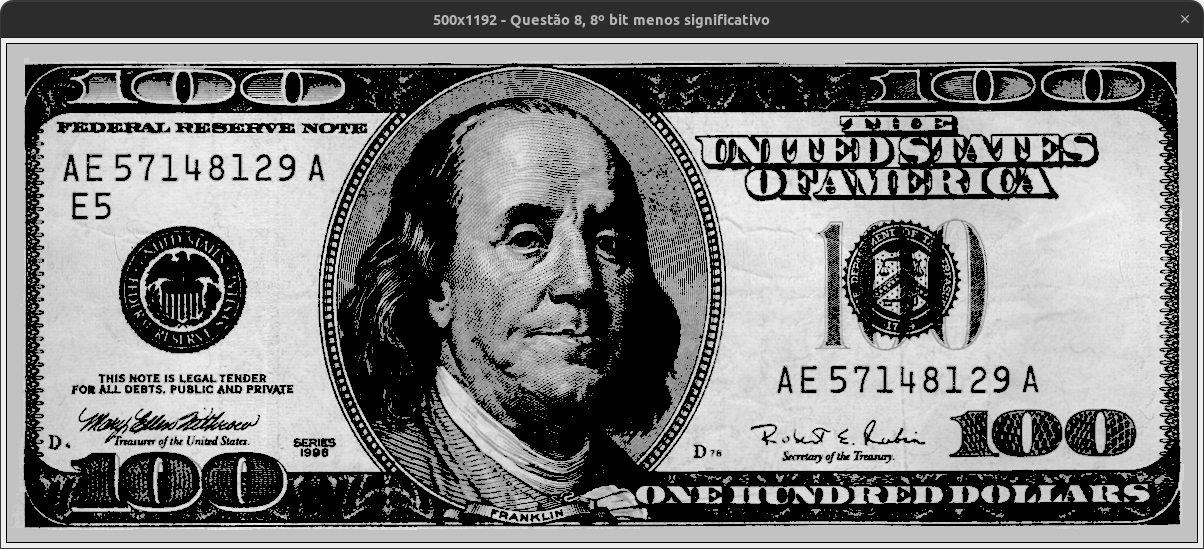 500x1192 - Questão 8, 8º bit menos significativo
100
100
FEDERAL RESERVE NOTE
THE
UNITED STATES
OF AMERICA
AE 57148129 A
E5
100
THIS NOTE IS LEGAL TENDER
FOR ALL DEBTS, PUBLIC AND PRIVATE
AE 57148129 A
Treasurer of the United States.
SERIES
1996
D
D 78
Robert E. Rubin
Secretary of the Treasury.
100
100
ONE HUNDRED DOLLARS
FRANKLIN